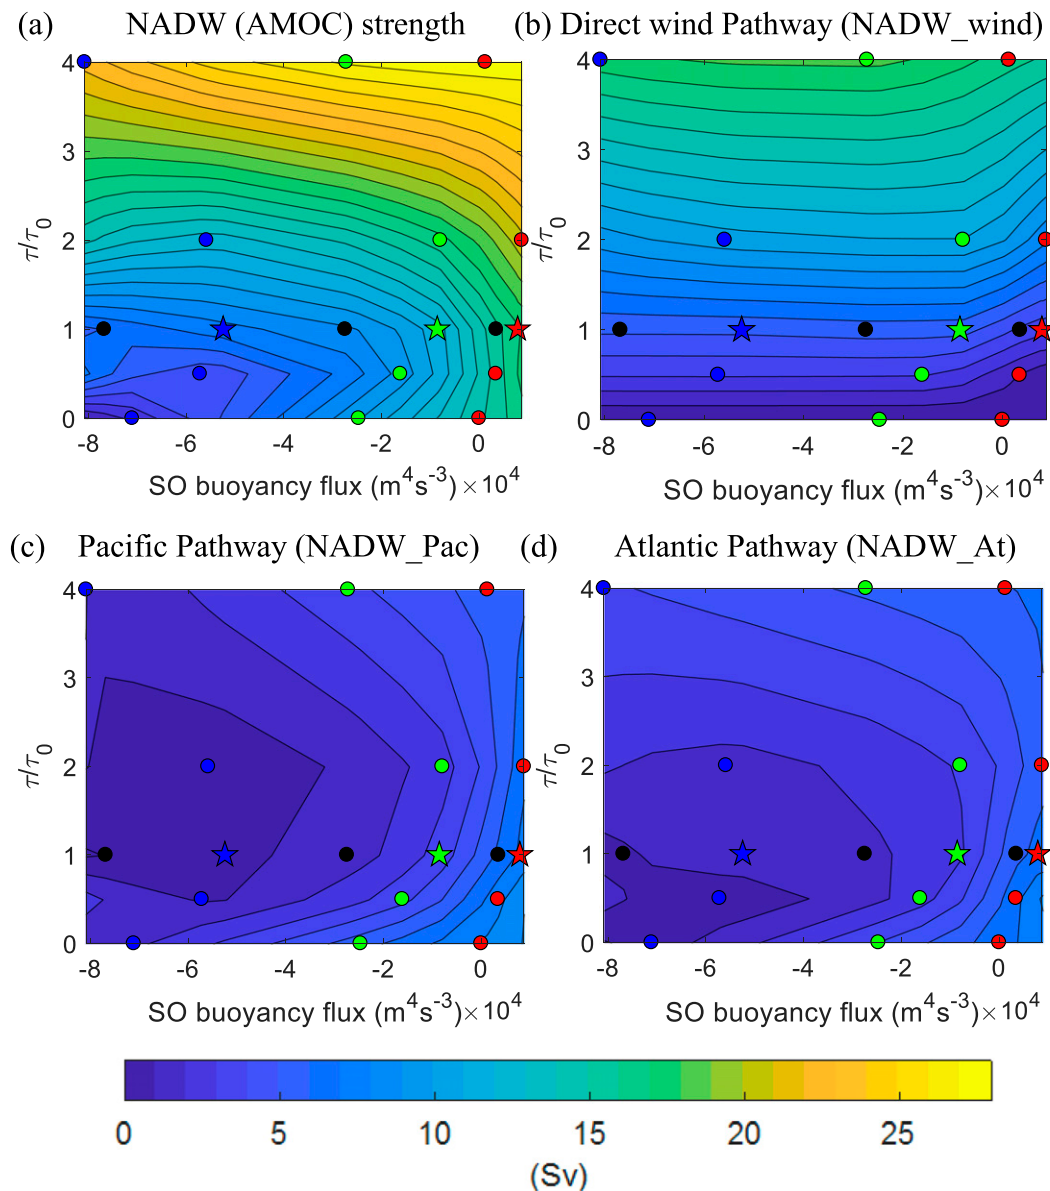 (a) NADW (AMOC) strength
(b) Direct wind Pathway (NADW_wind)
4
3
2
1
0
τ/τ0
-8 -6 -4 -2 0
SO buoyancy flux (m4s-3)×104
4
3
2
1
0
τ/τ0
-8 -6 -4 -2 0
SO buoyancy flux (m4s-3)×104
(c) Pacific Pathway (NADW_Pac)
(d) Atlantic Pathway (NADW_At)
4
3
2
1
0
τ/τ0
-8 -6 -4 -2 0
SO buoyancy flux (m4s-3)×104
4
3
2
1
0
τ/τ0
-8 -6 -4 -2 0
SO buoyancy flux (m4s-3)×104
0 5 10 15 20 25
(Sv)